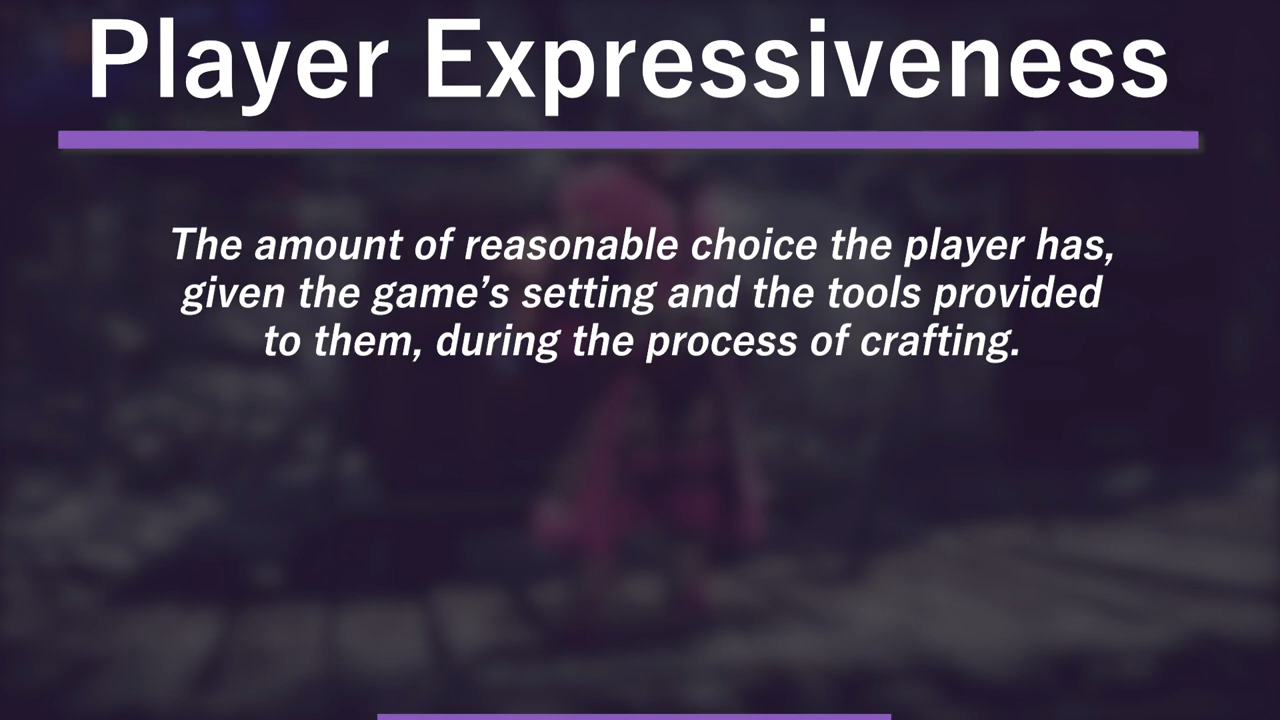 Player Expressiveness
The amount of reasonable choice the player has,
given the game’s setting and the tools provided
to them, during the process of crafting.